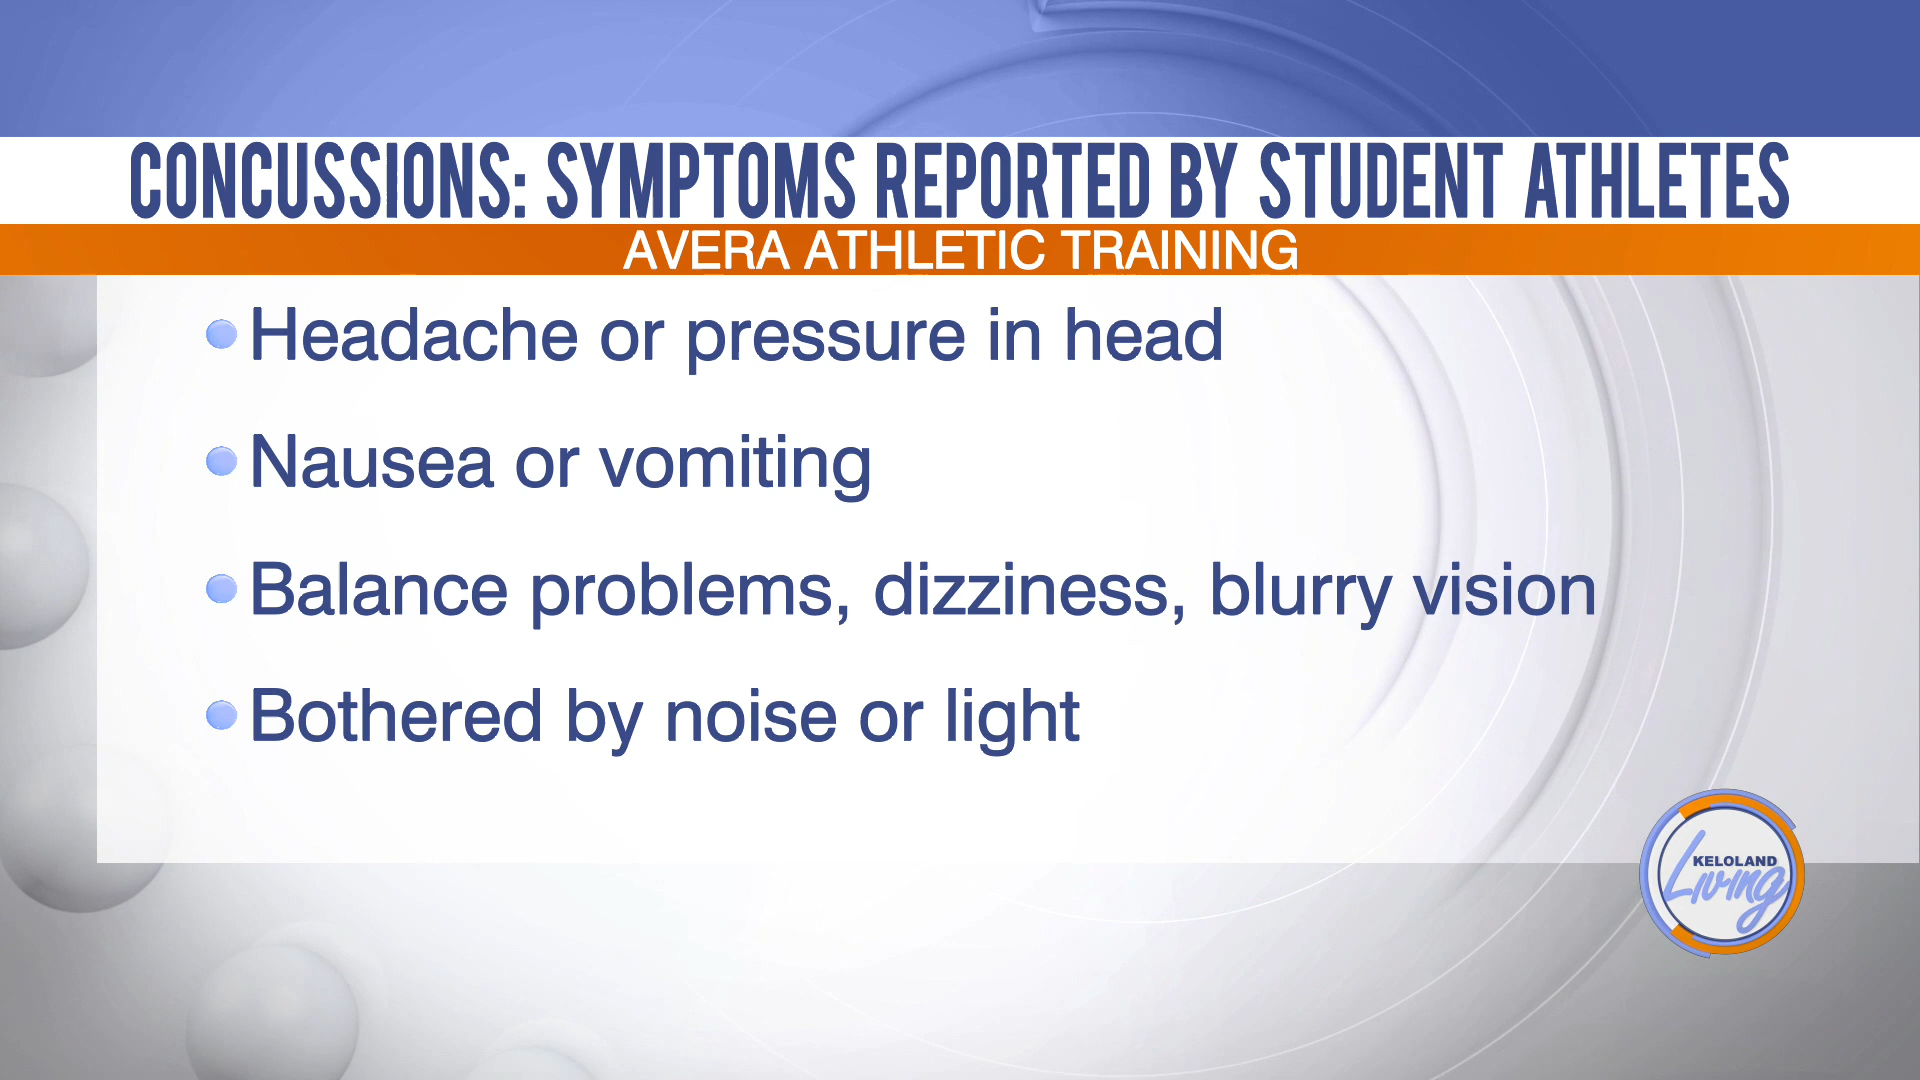 CONCUSSIONS: SYMPTOMS REPORTED BY STUDENT ATHLETES
AVERA ATHLETIC TRAINING
Headache or pressure in head
Nausea or vomiting
Balance problems, dizziness, blurry vision
Bothered by noise or light
KELOLAND
Living